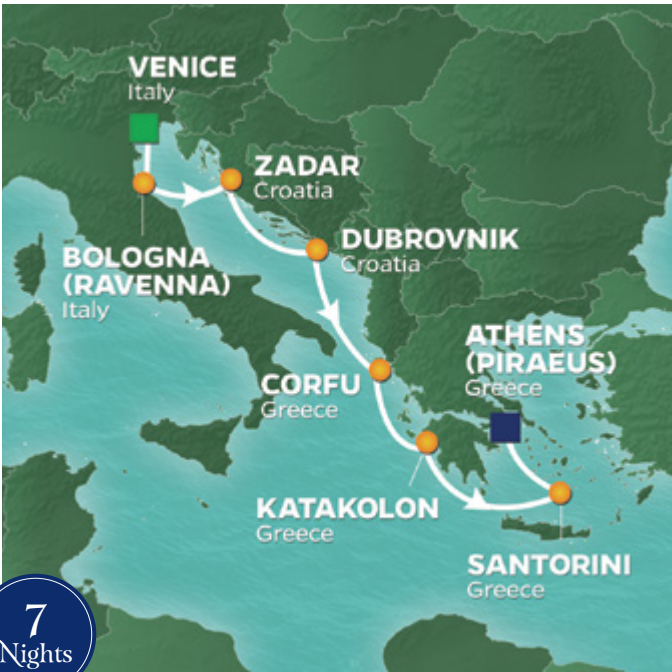 VENICE
Italy
ZADAR
Croatia
DUBROVNIK
Croatia
BOLOGNA
(RAVENNA)
Italy
ATHENS
(PIRAEUS)
Greece
CORFU
Greece
KATAKOLON
Greece
SANTORINI
Greece
7
Nights